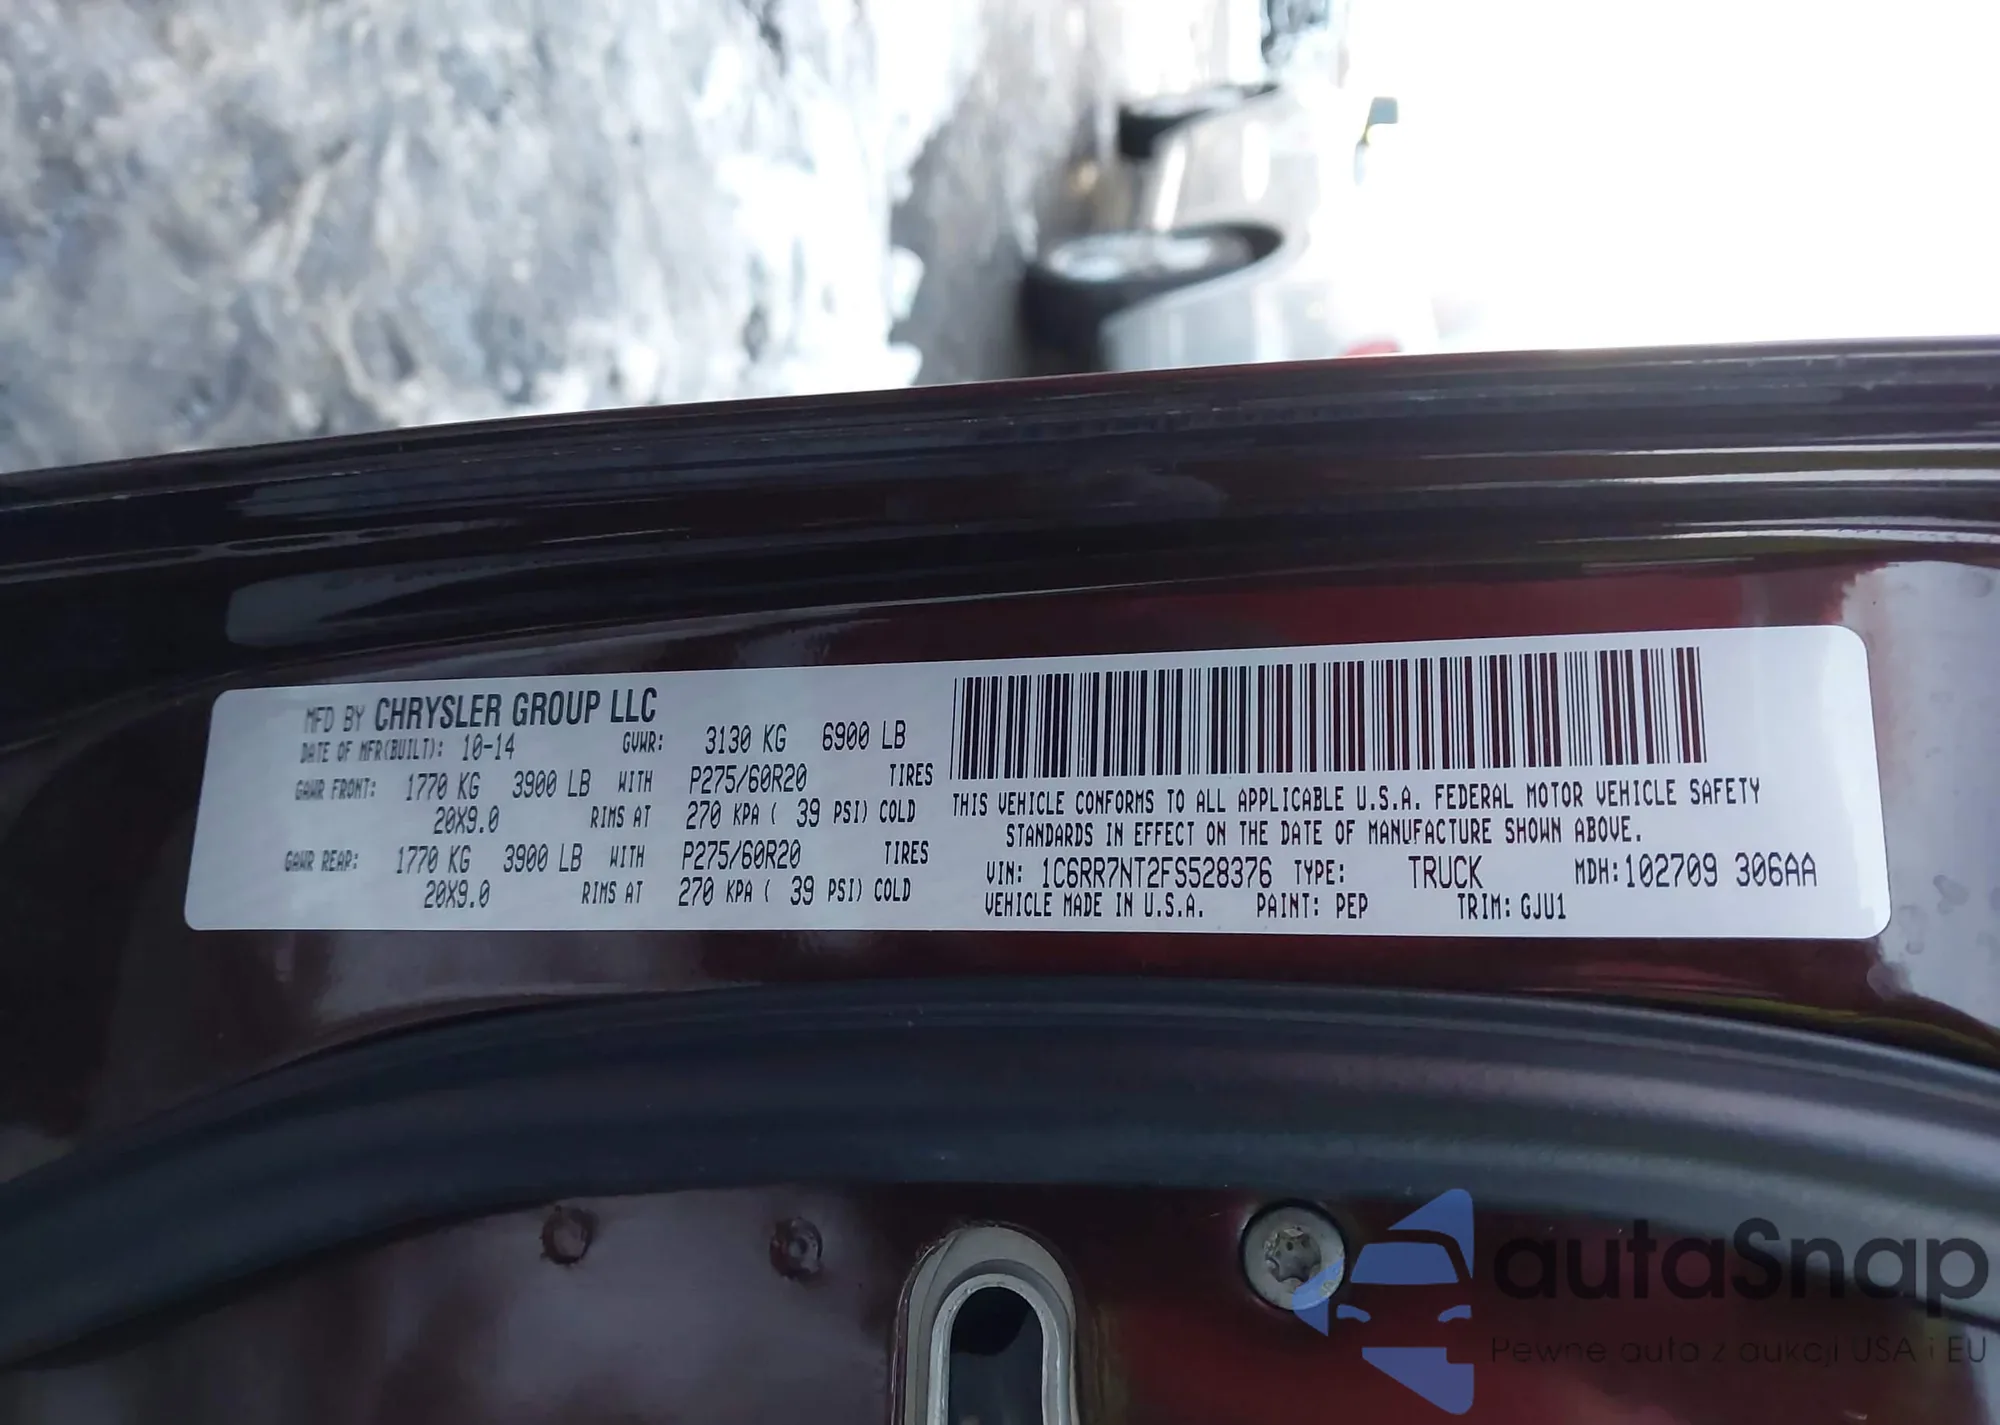 MFD BY CHRYSLER GROUP LLC
DATE OF MFR(BUILT): 10-14 GVWR: 3130 KG 6900 LB
GAWR FRONT: 1770 KG 3900 LB WITH P275/60R20 TIRES
20X9.0 RIMS AT 270 KPA ( 39 PSI) COLD
GAWR REAR: 1770 KG 3900 LB WITH P275/60R20 TIRES
20X9.0 RIMS AT 270 KPA ( 39 PSI) COLD
THIS VEHICLE CONFORMS TO ALL APPLICABLE U.S.A. FEDERAL MOTOR VEHICLE SAFETY
STANDARDS IN EFFECT ON THE DATE OF MANUFACTURE SHOWN ABOVE.
VIN: 1C6RR7NT2FS528376 TYPE: TRUCK MDH:102709 306AA
VEHICLE MADE IN U.S.A. PAINT: PEP TRIM: GJU1
autaSnap
Pewne auta z aukcji USA i EU